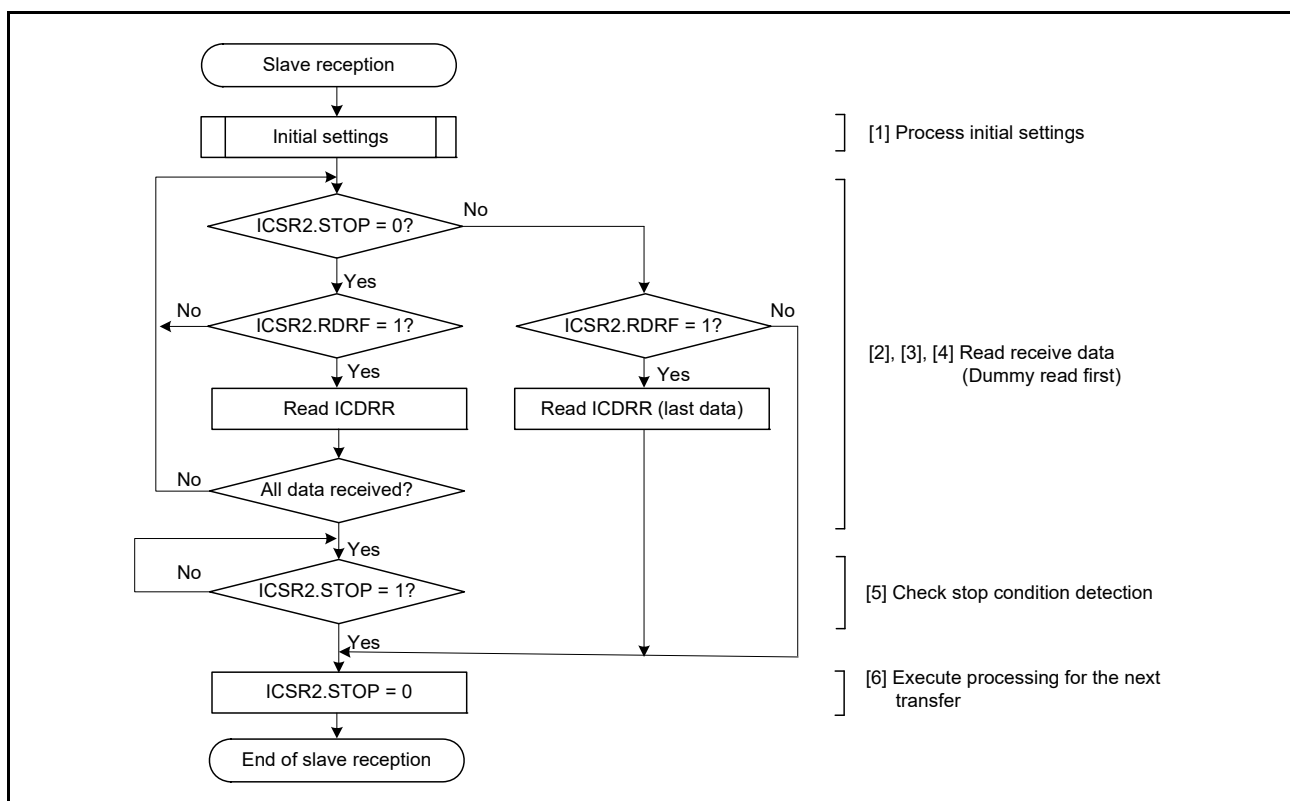 Slave reception
Initial settings
[1] Process initial settings
ICSR2.STOP = 0?
No
Yes
No
ICSR2.RDRF = 1?
ICSR2.RDRF = 1?
No
[2], [3], [4] Read receive data
(Dummy read first)
Yes
Yes
Read ICDRR
Read ICDRR (last data)
No
All data received?
Yes
No
ICSR2.STOP = 1?
[5] Check stop condition detection
Yes
ICSR2.STOP = 0
[6] Execute processing for the next
transfer
End of slave reception